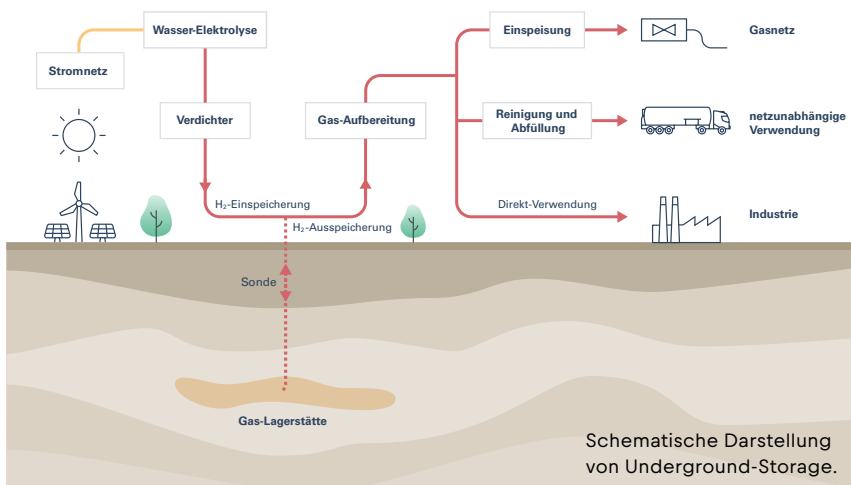 Wasser-Elektrolyse
Stromnetz
Verdichter
Gas-Aufbereitung
Einspeisung
Gasnetz
Reinigung und
Abfüllung
netzunabhängige
Verwendung
H₂-Einspeicherung
H₂-Ausspeicherung
Direkt-Verwendung
Industrie
Sonde
Gas-Lagerstätte
Schematische Darstellung
von Underground-Storage.